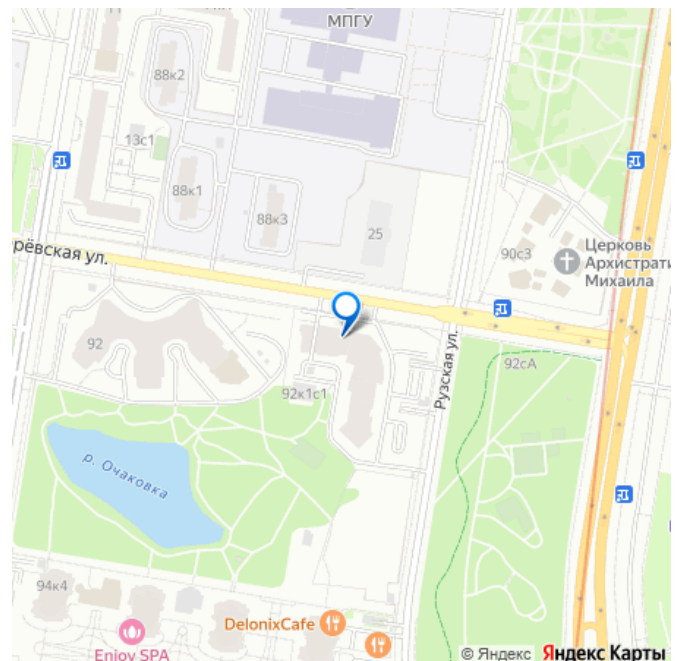 МПГУ
88к2
13с1
88к1
88к3
25
90с3
Церковь
Архистрати
Михаила
рёвская ул.
92
92к1с1
Рузская ул.
92сА
р. Очаковка
94к4
DelonixCafe
Enjoy SPA
© Яндекс Яндекс Карты